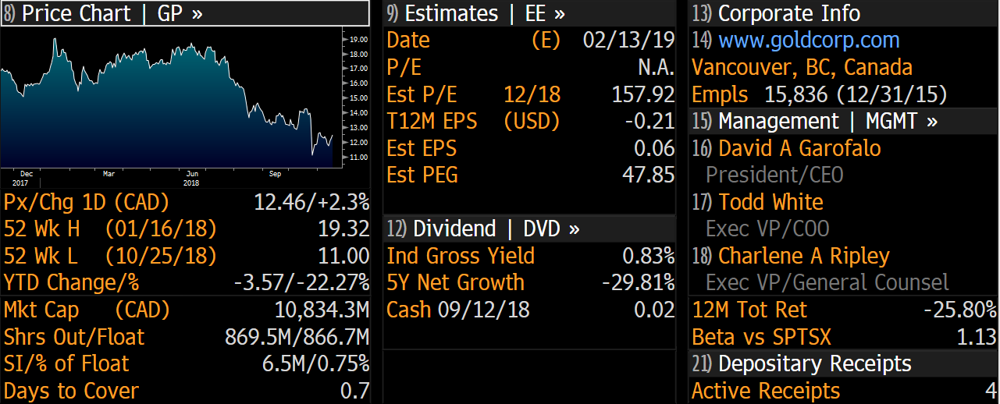 8) Price Chart | GP »
19.00
18.00
17.00
16.00
15.00
14.00
13.00
12.00
11.00
Dec Mar Jun Sep
2017 2018
Px/Chg 1D (CAD) 12.46/+2.3%
52 Wk H (01/16/18) 19.32
52 Wk L (10/25/18) 11.00
YTD Change/% -3.57/-22.27%
Mkt Cap (CAD) 10,834.3M
Shrs Out/Float 869.5M/866.7M
SI/% of Float 6.5M/0.75%
Days to Cover 0.7
9) Estimates | EE »
Date (E) 02/13/19
P/E N.A.
Est P/E 12/18 157.92
T12M EPS (USD) -0.21
Est EPS 0.06
Est PEG 47.85
12) Dividend | DVD »
Ind Gross Yield 0.83%
5Y Net Growth -29.81%
Cash 09/12/18 0.02
13) Corporate Info
14) www.goldcorp.com
Vancouver, BC, Canada
Empls 15,836 (12/31/15)
15) Management | MGMT »
16) David A Garofalo
President/CEO
17) Todd White
Exec VP/COO
18) Charlene A Ripley
Exec VP/General Counsel
12M Tot Ret -25.80%
Beta vs SPTSX 1.13
21) Depositary Receipts
Active Receipts 4